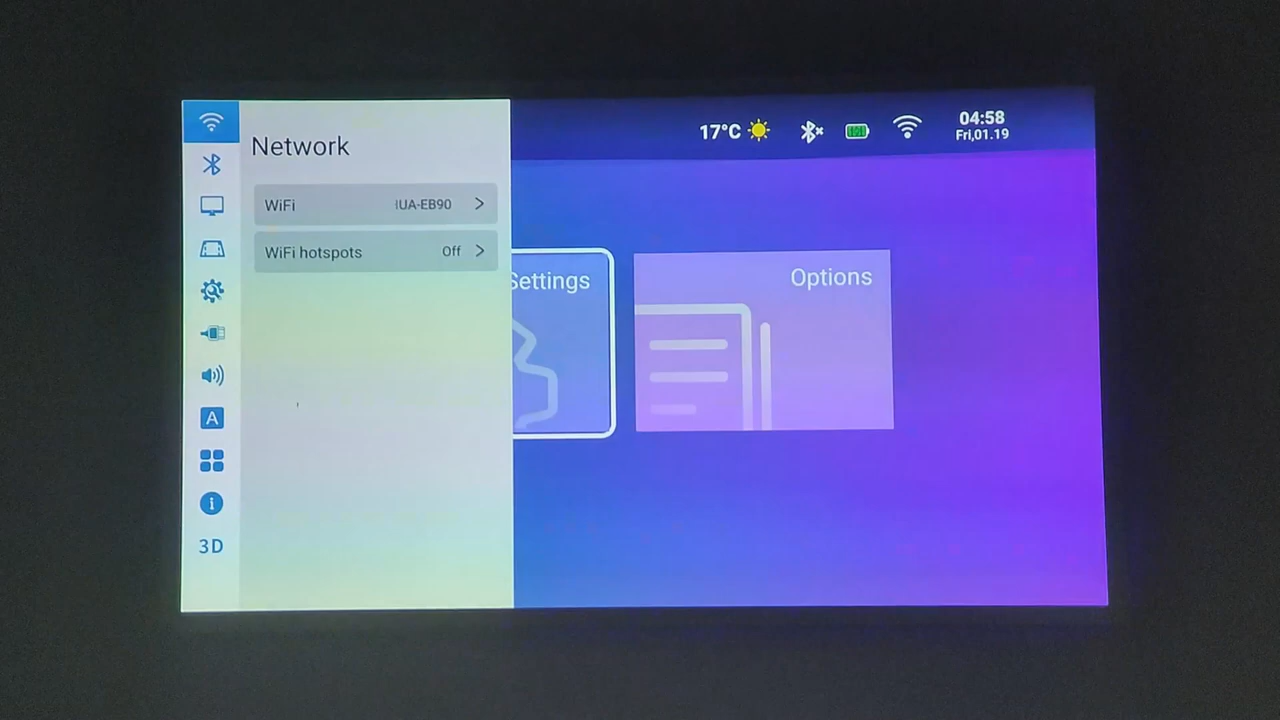 Network
WiFi
UA-EB90
WiFi hotspots
Off
A
3D
17°C
04:58
Fri,01.19
Settings
Options